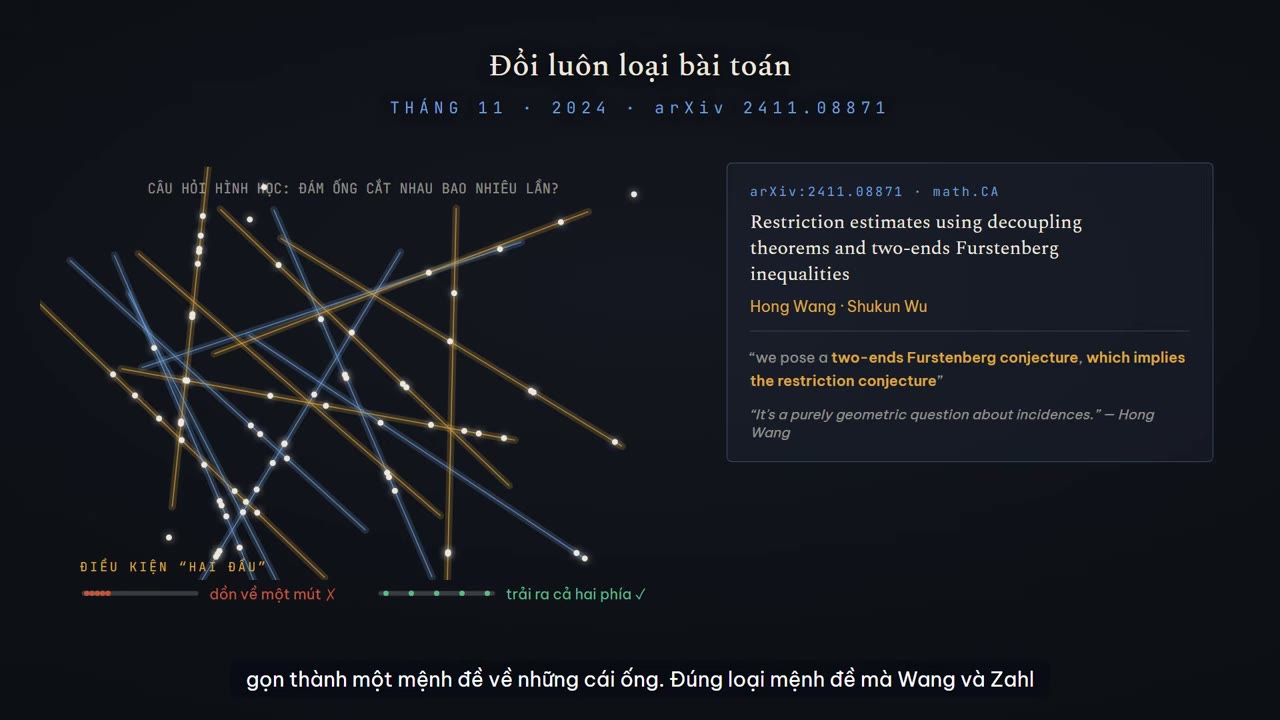 Đổi luôn loại bài toán
THÁNG 11 · 2024 · arXiv 2411.08871
CÂU HỎI HÌNH HỌC: ĐÁM ỐNG CẮT NHAU BAO NHIÊU LẦN?
arXiv:2411.08871 · math.CA
Restriction estimates using decoupling
theorems and two-ends Furstenberg
inequalities
Hong Wang · Shukun Wu
“we pose a two-ends Furstenberg conjecture, which implies
the restriction conjecture”
“It's a purely geometric question about incidences.” — Hong
Wang
ĐIỀU KIỆN “HAI ĐẦU”
dồn về một mút ✗
trải ra cả hai phía ✓
gọn thành một mệnh đề về những cái ống. Đúng loại mệnh đề mà Wang và Zahl